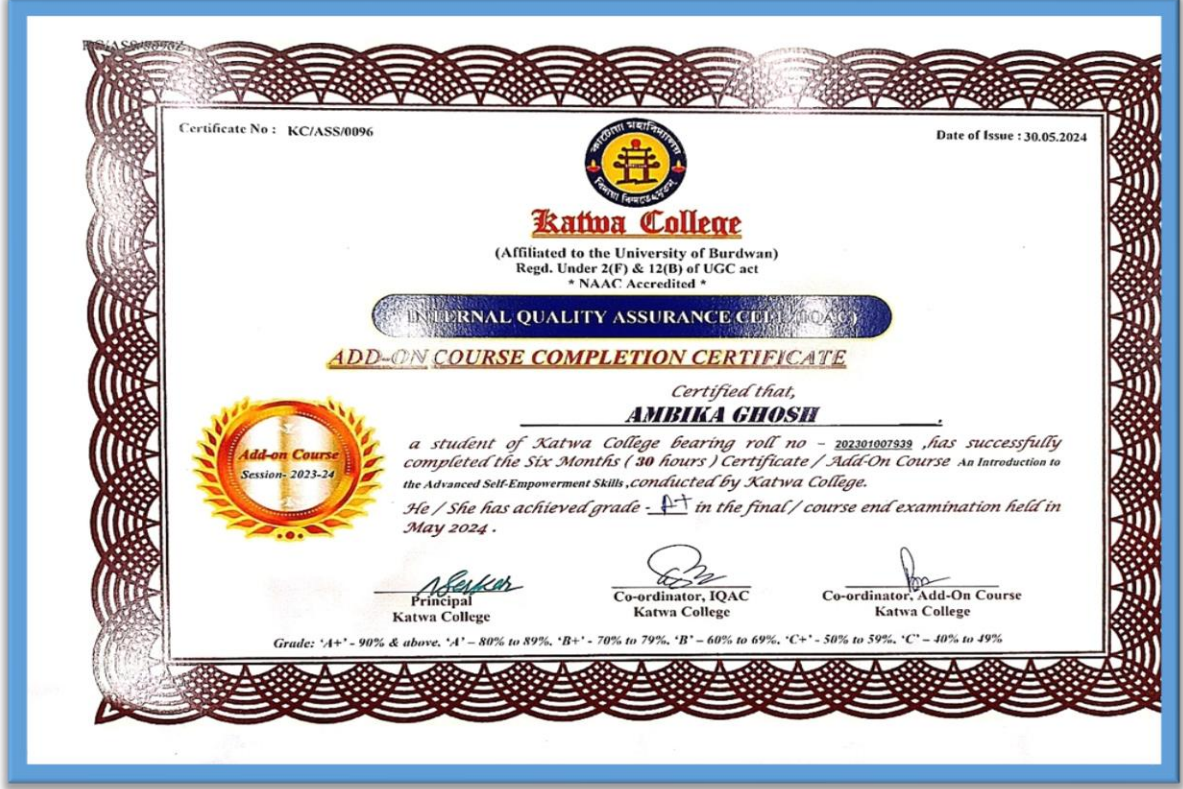 Certificate No : KC/ASS/0096
Date of Issue : 30.05.2024
কাটোয়া মহাবিদ্যালয়
Katwa College
(Affiliated to the University of Burdwan)
Regd. Under 2(F) & 12(B) of UGC act
* NAAC Accredited *
INTERNAL QUALITY ASSURANCE CELL (IQAC)
ADD-ON COURSE COMPLETION CERTIFICATE
Certified that,
AMBIKA GHOSH .
Add-on Course
Session- 2023-24
a student of Katwa College bearing roll no – 202301007939 ,has successfully
completed the Six Months ( 30 hours ) Certificate / Add-On Course An Introduction to
the Advanced Self-Empowerment Skills ,conducted by Katwa College.
He / She has achieved grade - A+ in the final / course end examination held in
May 2024 .
Principal
Katwa College
Co-ordinator, IQAC
Katwa College
Co-ordinator, Add-On Course
Katwa College
Grade: 'A+' - 90% & above, 'A' – 80% to 89%, 'B+' - 70% to 79%, 'B' – 60% to 69%, 'C+' - 50% to 59%, 'C' – 40% to 49%